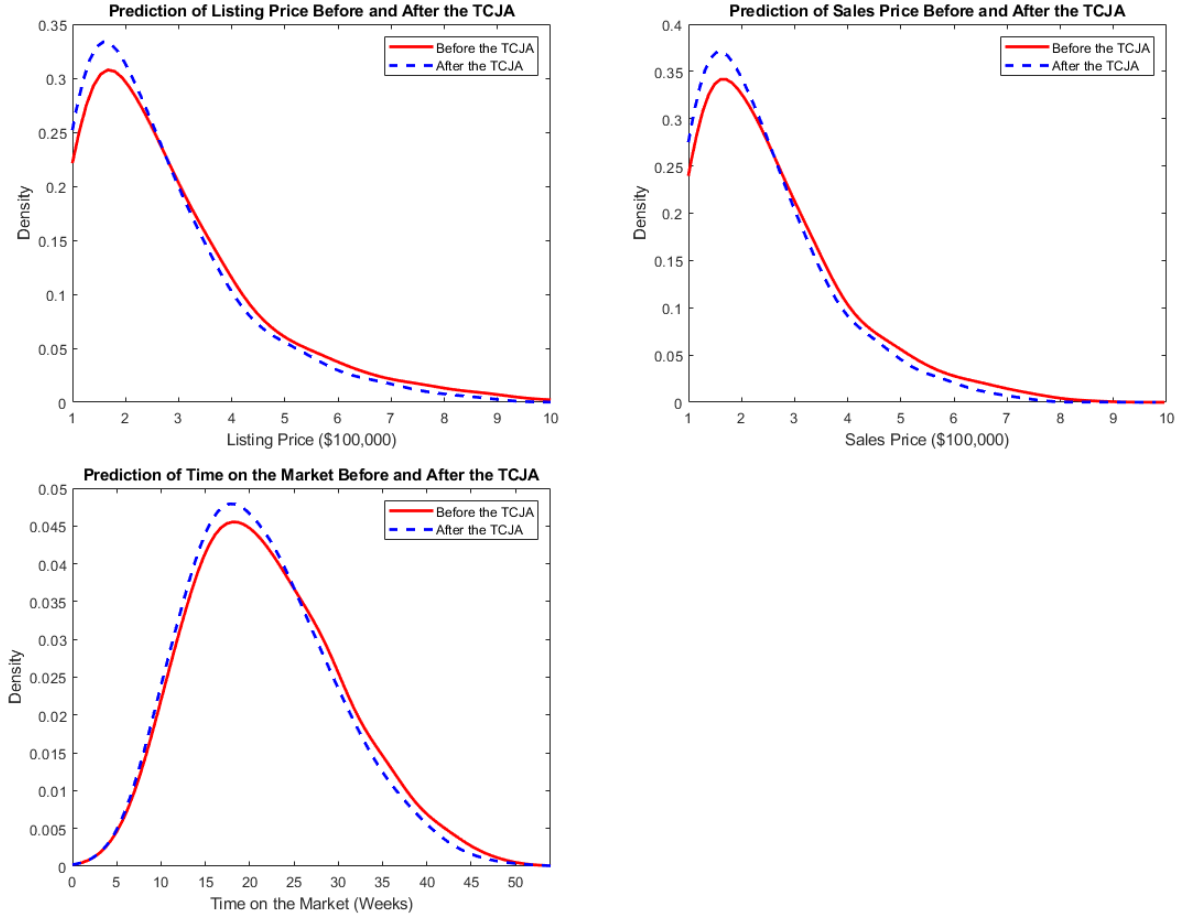 Prediction of Listing Price Before and After the TCJA
0.35
0.3
0.25
0.2
0.15
0.1
0.05
0
Density
Before the TCJA
After the TCJA
1 2 3 4 5 6 7 8 9 10
Listing Price ($100,000)
Prediction of Sales Price Before and After the TCJA
0.4
0.35
0.3
0.25
0.2
0.15
0.1
0.05
0
Density
Before the TCJA
After the TCJA
1 2 3 4 5 6 7 8 9 10
Sales Price ($100,000)
Prediction of Time on the Market Before and After the TCJA
0.05
0.045
0.04
0.035
0.03
0.025
0.02
0.015
0.01
0.005
0
Density
Before the TCJA
After the TCJA
0 5 10 15 20 25 30 35 40 45 50
Time on the Market (Weeks)